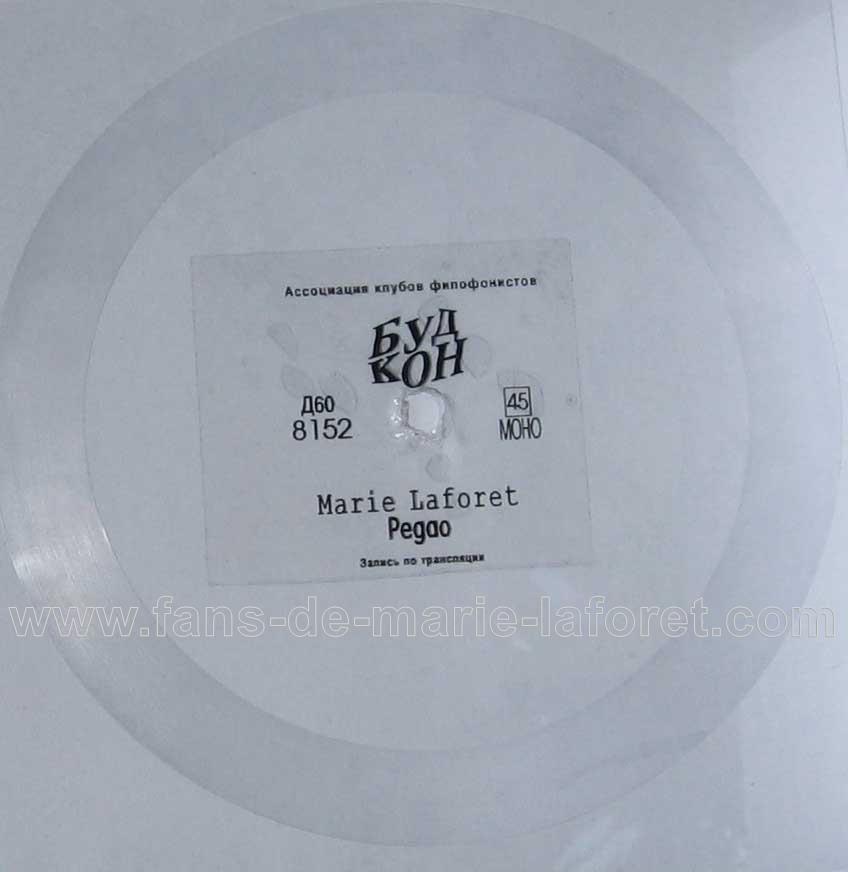 Ассоциация клубов филофонистов
БУД
КОН
Д60
8152
45
МОНО
Marie Laforet
Pegao
Запись по трансляции
www.fans-de-marie-laforet.com